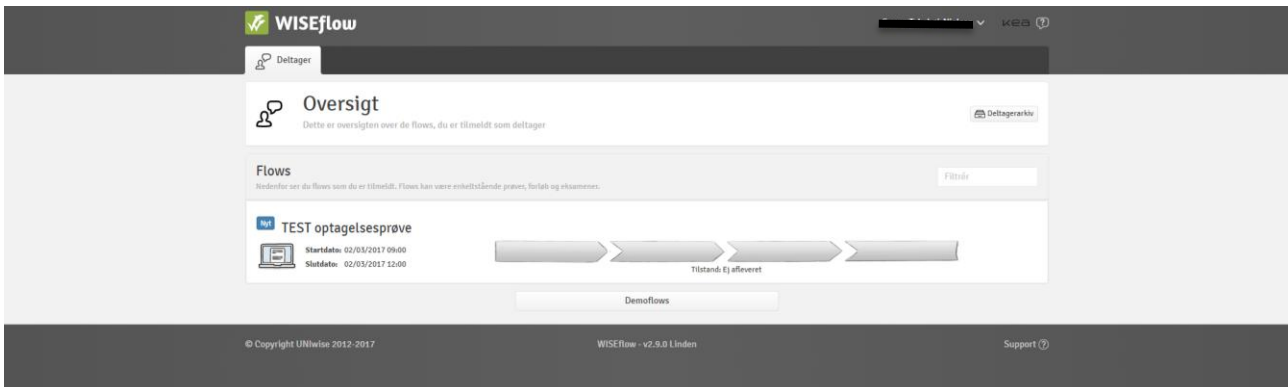 WISEflow
kea
Deltager
Oversigt
Dette er oversigten over de flows, du er tilmeldt som deltager
Deltagerarkiv
Flows
Nedenfor ser du flows som du er tilmeldt. Flows kan være enkeltstående prøver, forløb og eksamener.
Filtrér
Nyt
TEST optagelsesprøve
Startdato: 02/03/2017 09:00
Slutdato: 02/03/2017 12:00
Tilstand: Ej afleveret
Demoflows
© Copyright UNIwise 2012-2017
WISEflow - v2.9.0 Linden
Support ?